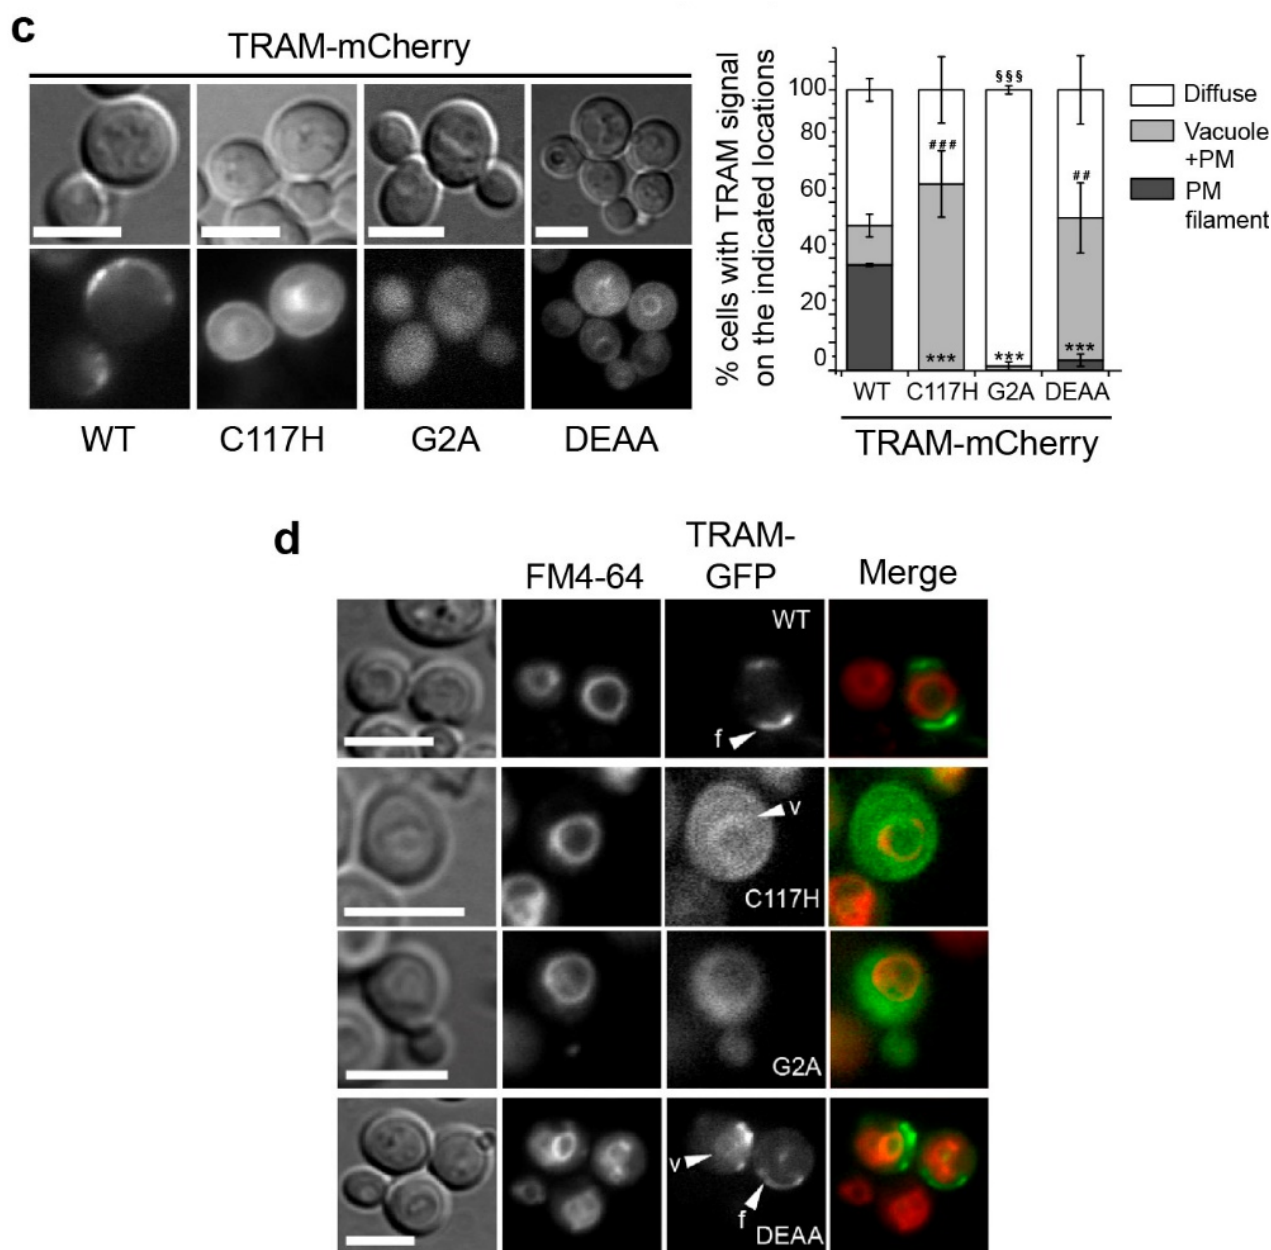 c
TRAM-mCherry
WT
C117H
G2A
DEAA
% cells with TRAM signal
on the indicated locations
100
80
60
40
20
0
###
§§§
##
***
***
***
WT
C117H
G2A
DEAA
TRAM-mCherry
Diffuse
Vacuole
+PM
PM
filament
d
FM4-64
TRAM-
GFP
Merge
WT
f
v
C117H
G2A
v
f
DEAA